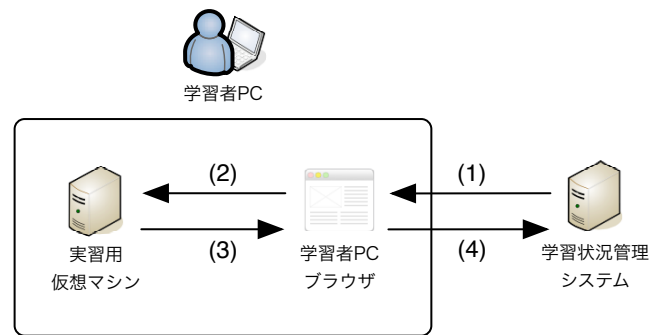 学習者PC
(2)
(1)
(3)
(4)
実習用
仮想マシン
学習者PC
ブラウザ
学習状況管理
システム